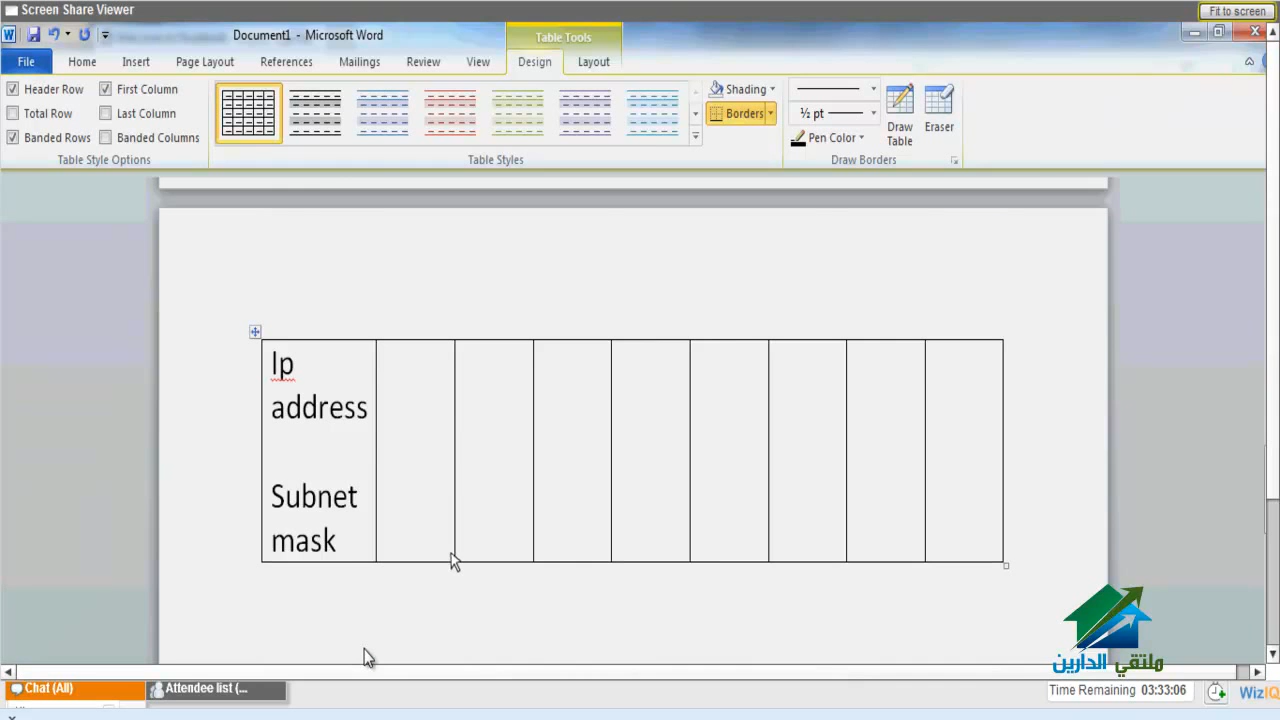 Screen Share Viewer
Fit to screen
Document1 - Microsoft Word
Table Tools
File Home Insert Page Layout References Mailings Review View Design Layout
Header Row First Column
Total Row Last Column
Banded Rows Banded Columns
Table Style Options
Table Styles
Shading
Borders
½ pt
Pen Color
Draw Table
Eraser
Draw Borders
Ip
address
Subnet
mask
ملتقي الدارين
Chat (All)
Attendee list (...
Time Remaining 03:33:06
WizIQ